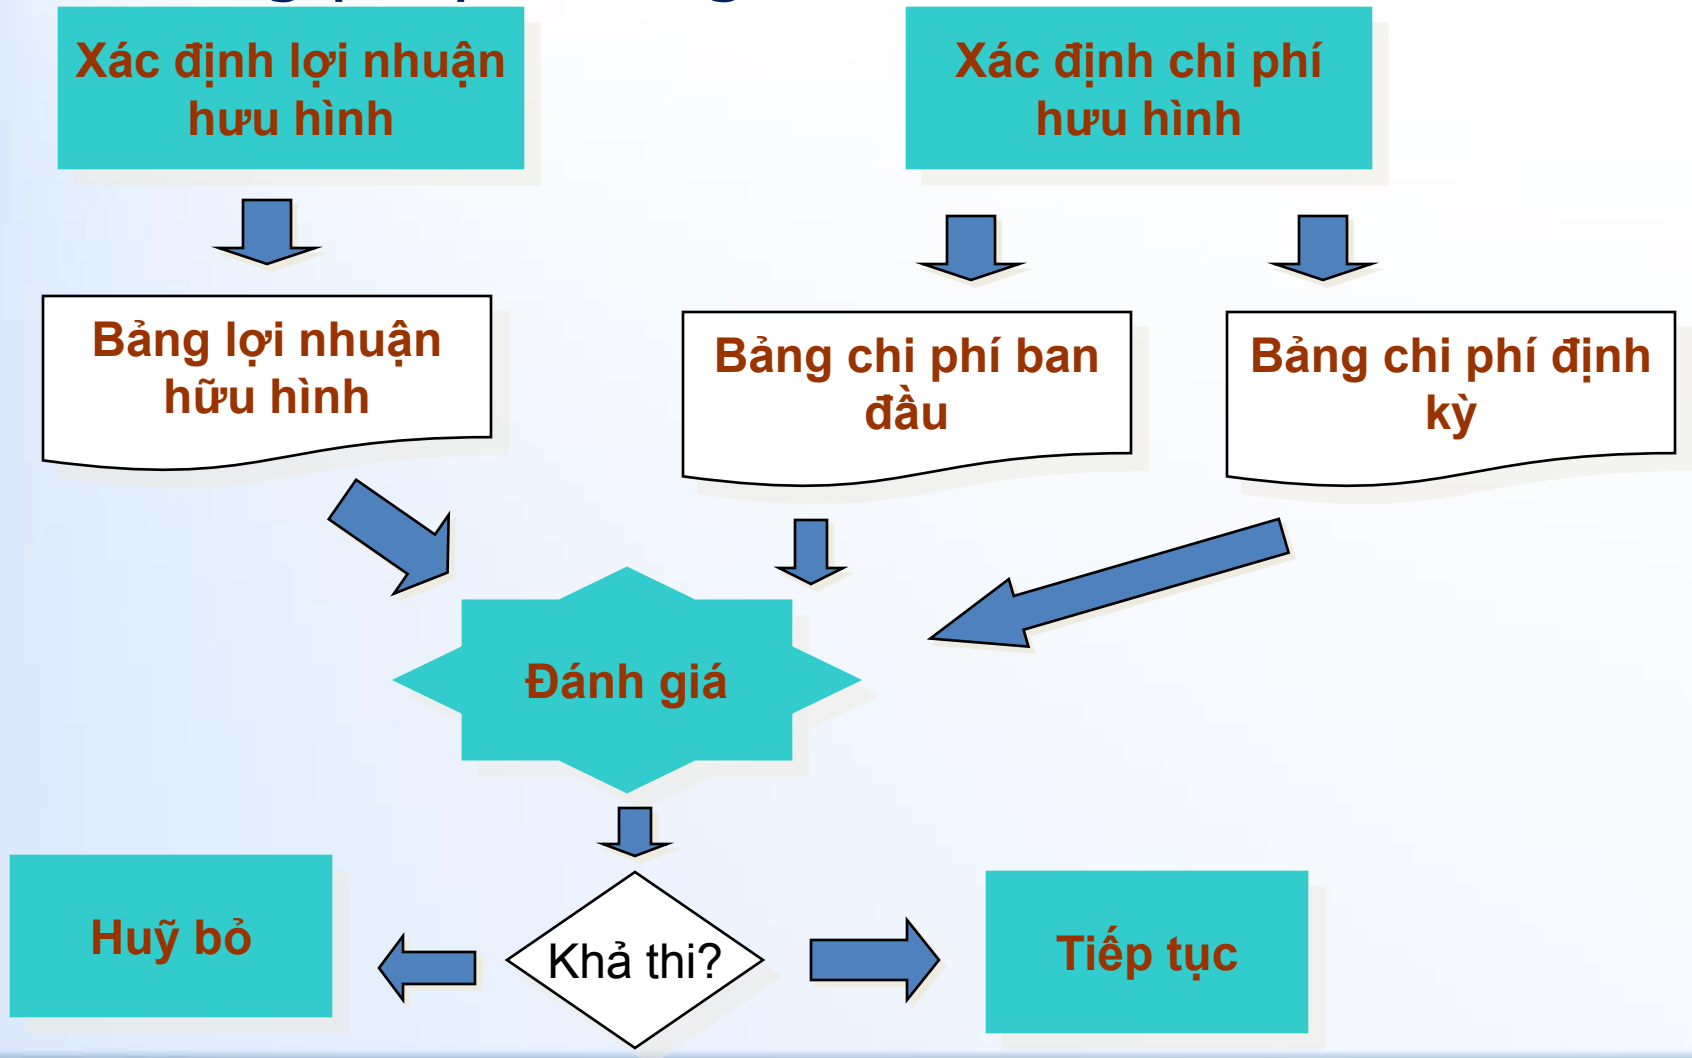 Xác định lợi nhuận
hưu hình
Xác định chi phí
hưu hình
Bảng lợi nhuận
hữu hình
Bảng chi phí ban
đầu
Bảng chi phí định
kỳ
Đánh giá
Huỹ bỏ
Khả thi?
Tiếp tục